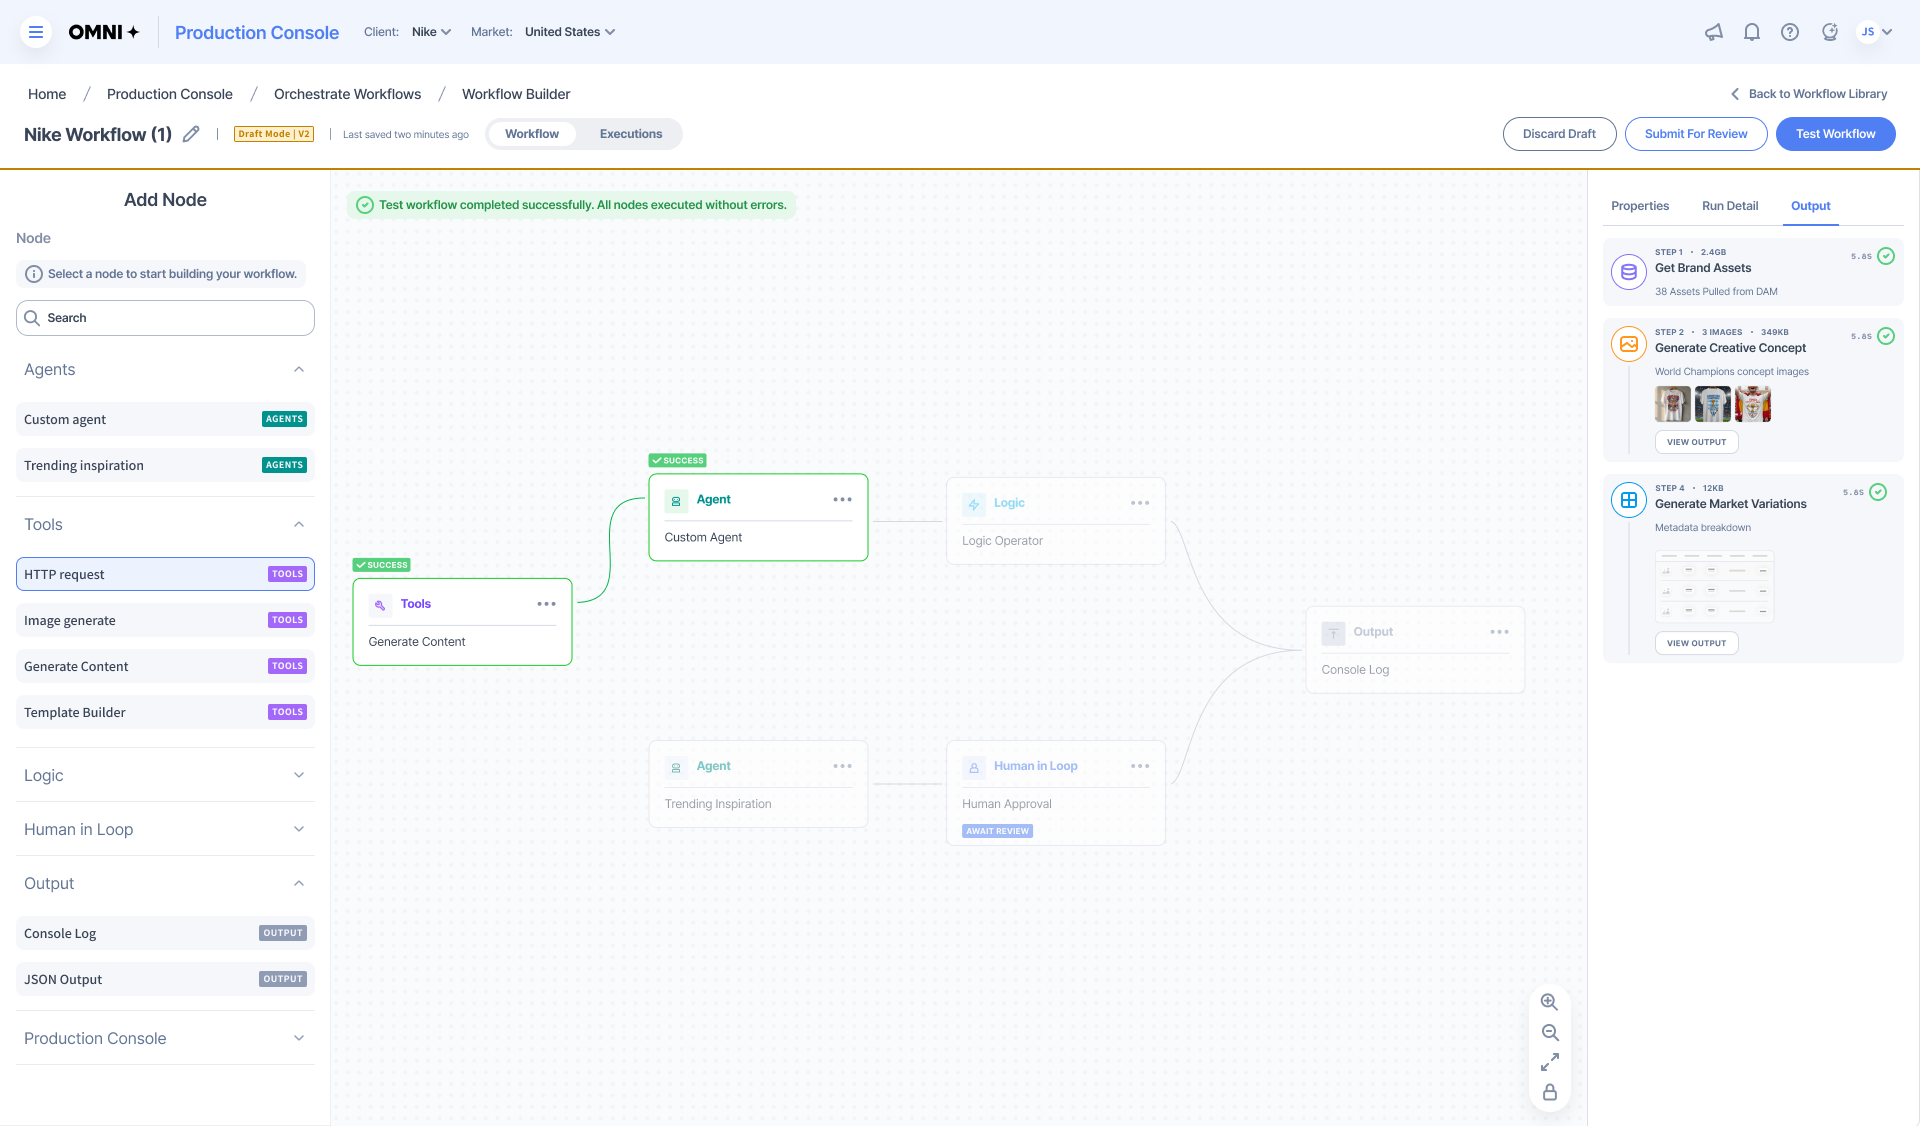 OMNI
Production Console
Client: Nike
Market: United States
JS
Home / Production Console / Orchestrate Workflows / Workflow Builder
Back to Workflow Library
Nike Workflow (1)
Draft Mode | V2
Last saved two minutes ago
Workflow
Executions
Discard Draft
Submit For Review
Test Workflow
Add Node
Node
Select a node to start building your workflow.
Search
Agents
Custom agent AGENTS
Trending inspiration AGENTS
Tools
HTTP request TOOLS
Image generate TOOLS
Generate Content TOOLS
Template Builder TOOLS
Logic
Human in Loop
Output
Console Log OUTPUT
JSON Output OUTPUT
Production Console
Test workflow completed successfully. All nodes executed without errors.
SUCCESS
Tools
Generate Content
SUCCESS
Agent
Custom Agent
Logic
Logic Operator
Agent
Trending Inspiration
Human in Loop
Human Approval
AWAIT REVIEW
Output
Console Log
Properties
Run Detail
Output
STEP 1 • 2.4GB
5.8S
Get Brand Assets
38 Assets Pulled from DAM
STEP 2 • 3 IMAGES • 349KB
5.8S
Generate Creative Concept
World Champions concept images
VIEW OUTPUT
STEP 4 • 12KB
5.8S
Generate Market Variations
Metadata breakdown
VIEW OUTPUT